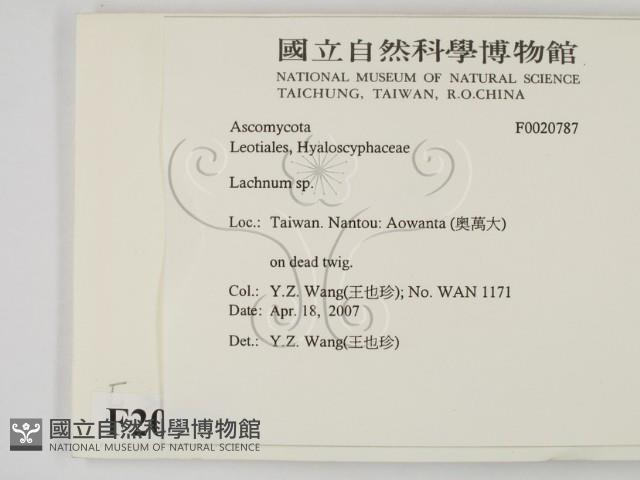 國立自然科學博物館
NATIONAL MUSEUM OF NATURAL SCIENCE
TAICHUNG, TAIWAN, R.O.CHINA
Ascomycota F0020787
Leotiales, Hyaloscyphaceae
Lachnum sp.
Loc.: Taiwan. Nantou: Aowanta (奧萬大)
on dead twig.
Col.: Y.Z. Wang(王也珍); No. WAN 1171
Date: Apr. 18, 2007
Det.: Y.Z. Wang(王也珍)
F
F20
國立自然科學博物館
NATIONAL MUSEUM OF NATURAL SCIENCE